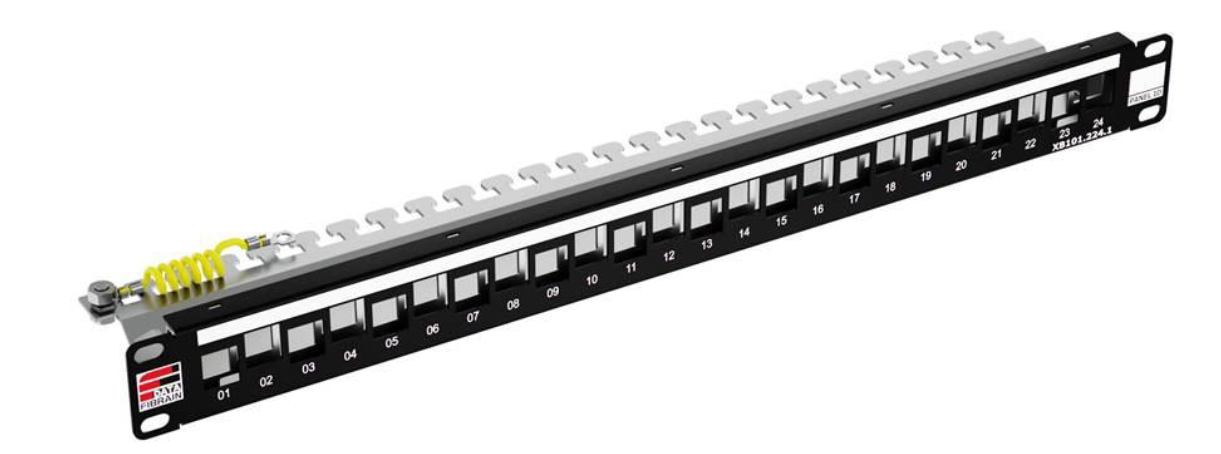 DATA
FIBRAIN
01 02 03 04 05 06 07 08 09 10 11 12 13 14 15 16 17 18 19 20 21 22 23 24
XB101.224.1
PANEL ID